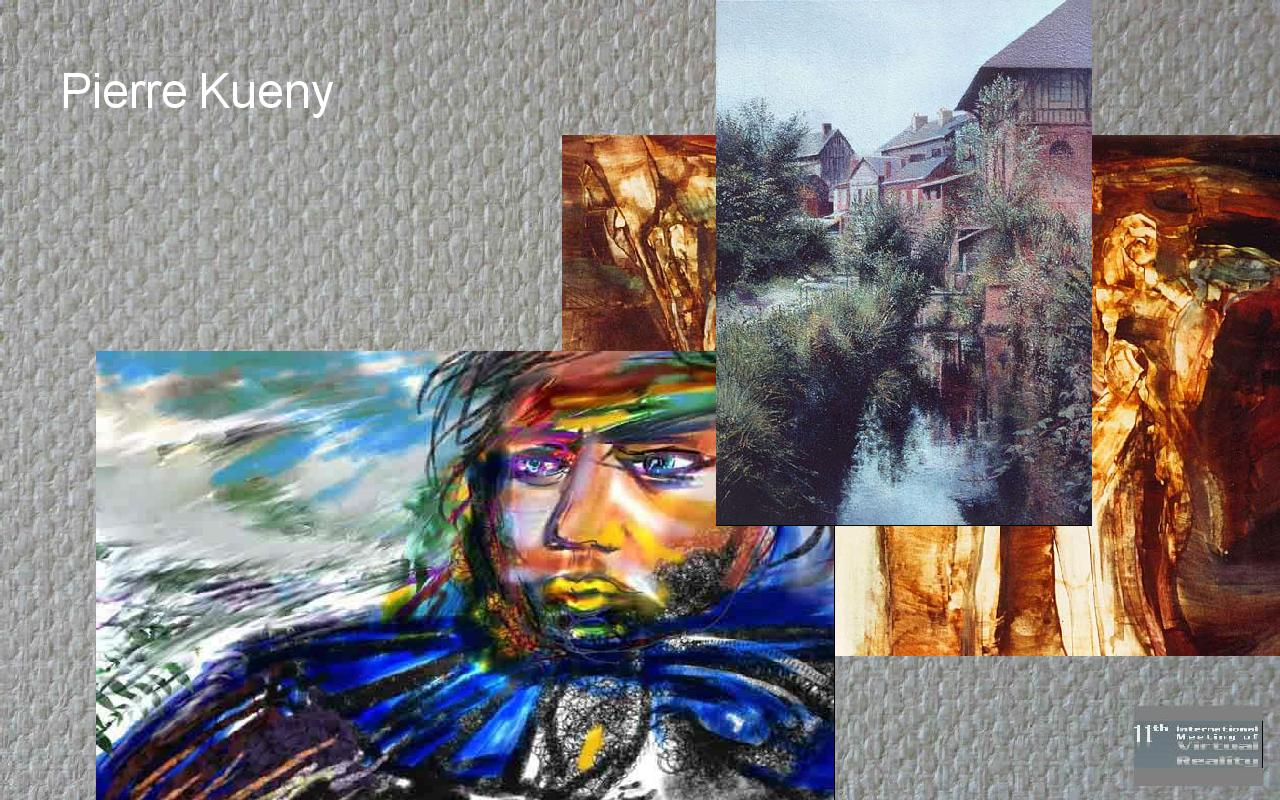 Pierre Kueny
11th International
Meeting of
Virtual
Reality